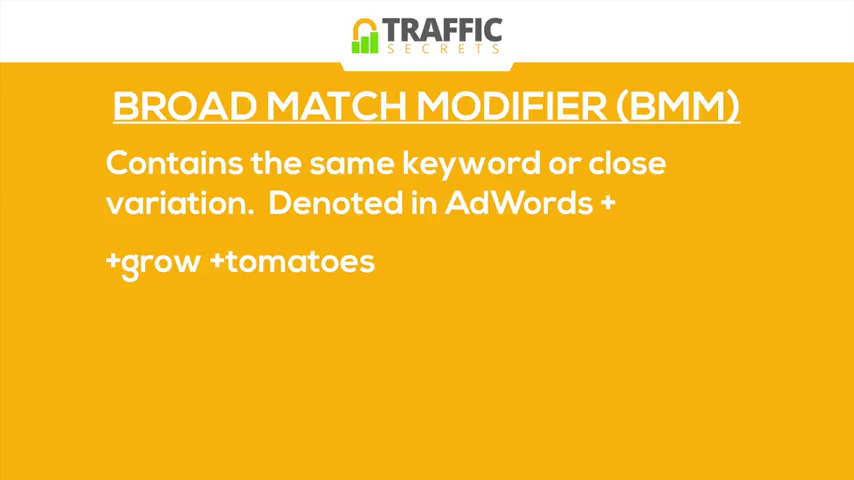 TRAFFIC
SECRETS
BROAD MATCH MODIFIER (BMM)
Contains the same keyword or close
variation. Denoted in AdWords +
+grow +tomatoes